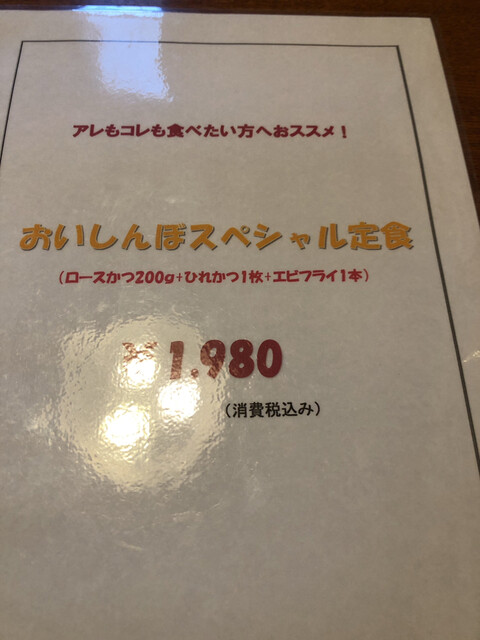 アレもコレも食べたい方へおススメ！
おいしんぼスペシャル定食
（ロースかつ200g+ひれかつ1枚+エビフライ1本）
¥1.980
（消費税込み）